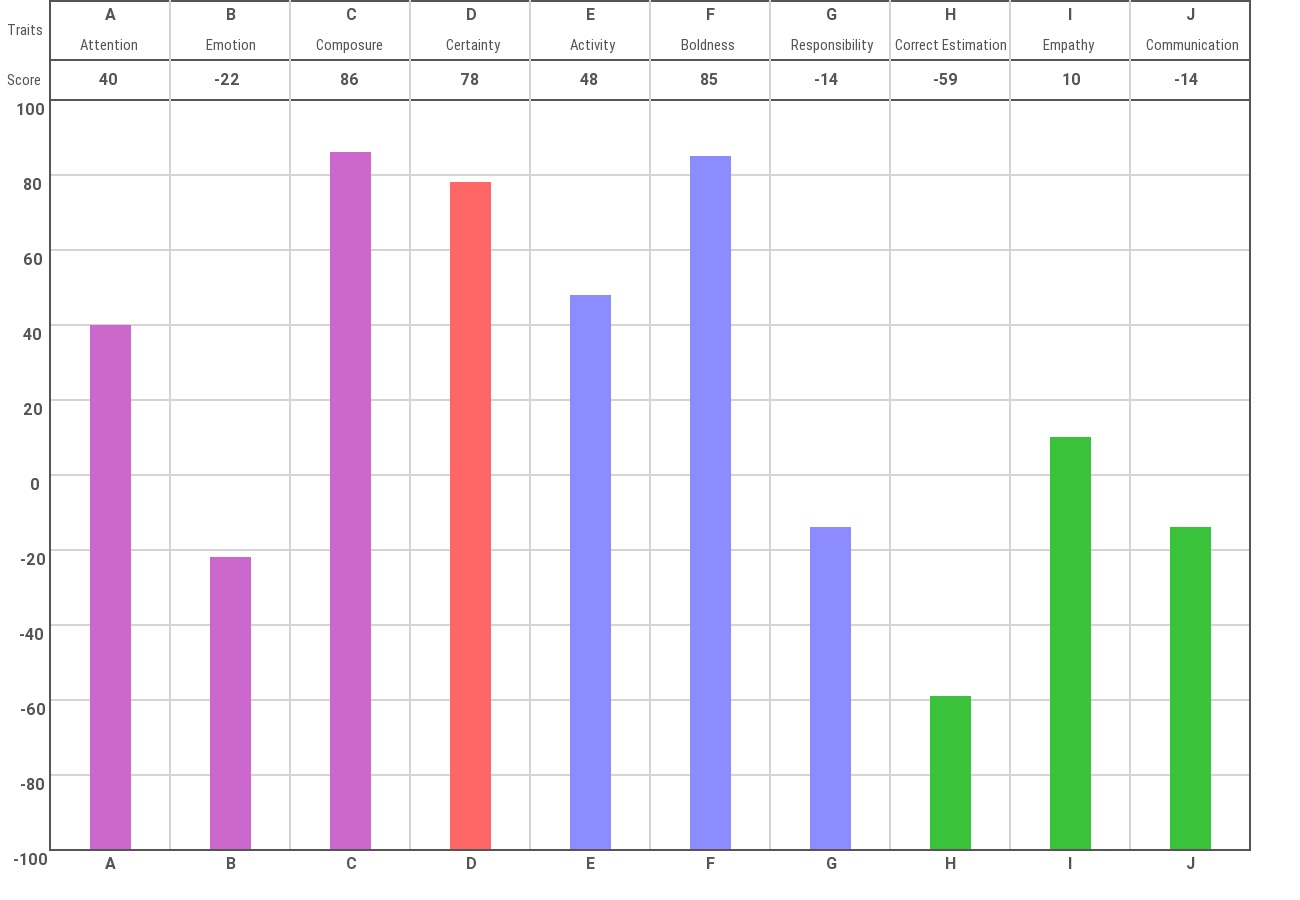 A B C D E F G H I J
Traits
Attention Emotion Composure Certainty Activity Boldness Responsibility Correct Estimation Empathy Communication
Score 40 -22 86 78 48 85 -14 -59 10 -14
100
80
60
40
20
0
-20
-40
-60
-80
-100
A B C D E F G H I J